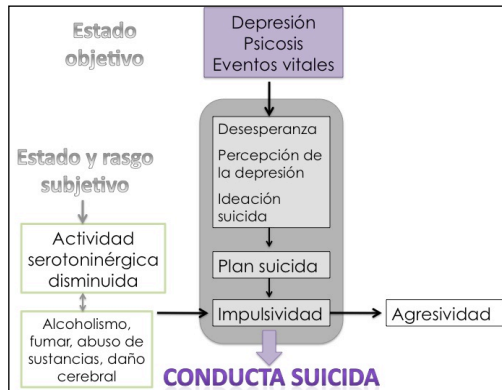 Estado
objetivo
Depresión
Psicosis
Eventos vitales
Desesperanza
Percepción de
la depresión
Ideación
suicida
Estado y rasgo
subjetivo
Actividad
serotoninérgica
disminuida
Plan suicida
Alcoholismo,
fumar, abuso de
sustancias, daño
cerebral
Impulsividad
Agresividad
CONDUCTA SUICIDA